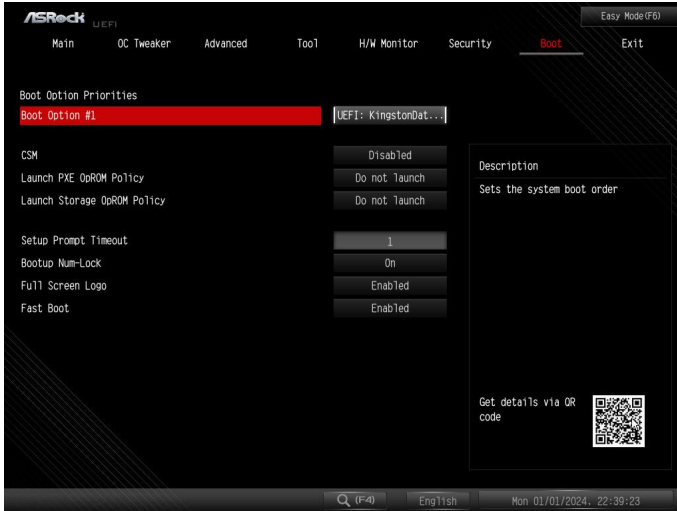 ASRock UEFI
Easy Mode(F6)
Main OC Tweaker Advanced Tool H/W Monitor Security Boot Exit
Boot Option Priorities
Boot Option #1 UEFI: KingstonDat...
CSM Disabled
Launch PXE OpROM Policy Do not launch
Launch Storage OpROM Policy Do not launch
Setup Prompt Timeout 1
Bootup Num-Lock On
Full Screen Logo Enabled
Fast Boot Enabled
Description
Sets the system boot order
Get details via QR
code
(F4) English Mon 01/01/2024. 22:39:23